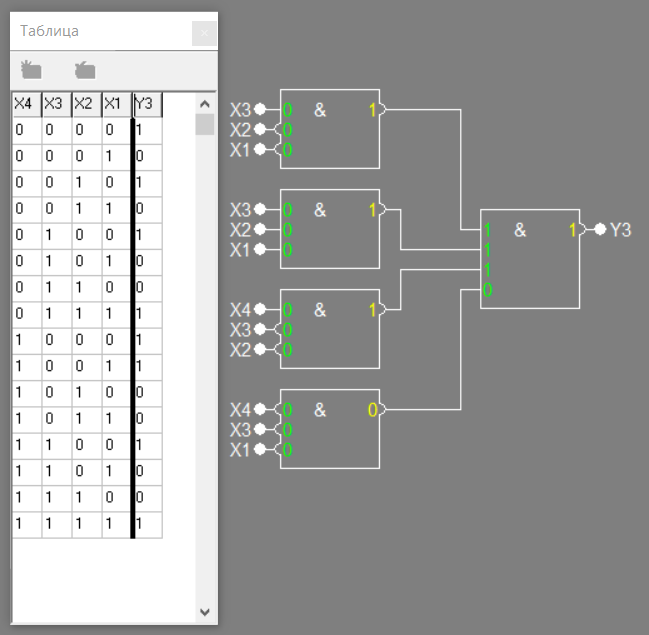 Таблица
X4 X3 X2 X1 Y3
0 0 0 0 1
0 0 0 1 0
0 0 1 0 1
0 0 1 1 0
0 1 0 0 1
0 1 0 1 0
0 1 1 0 0
0 1 1 1 1
1 0 0 0 1
1 0 0 1 1
1 0 1 0 0
1 0 1 1 0
1 1 0 0 1
1 1 0 1 0
1 1 1 0 0
1 1 1 1 1
X3 0 & 1
X2 0
X1 0
X3 0 & 1
X2 0
X1 0
X4 0 & 1
X3 0
X2 0
X4 0 & 0
X3 0
X1 0
1 & 1 Y3
1
1
0